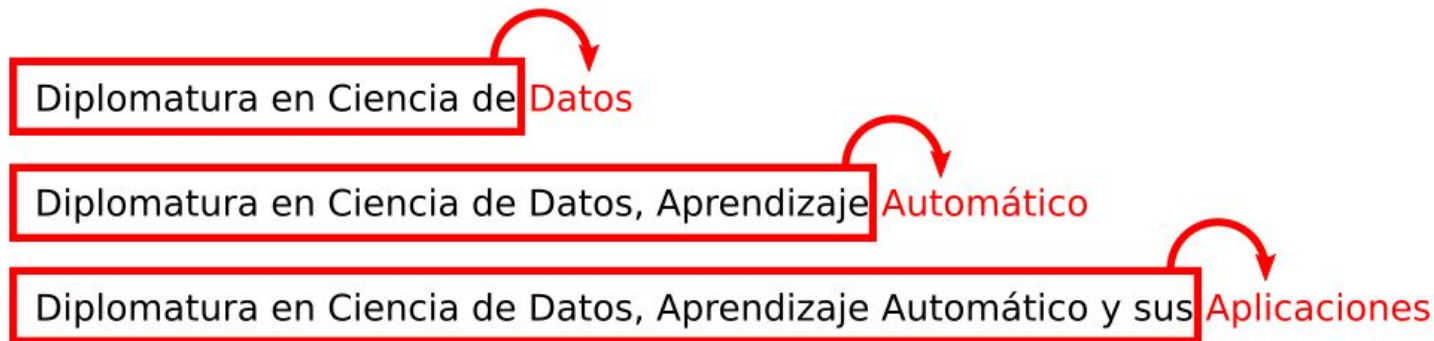 Diplomatura en Ciencia de Datos
Diplomatura en Ciencia de Datos, Aprendizaje Automático
Diplomatura en Ciencia de Datos, Aprendizaje Automático y sus Aplicaciones